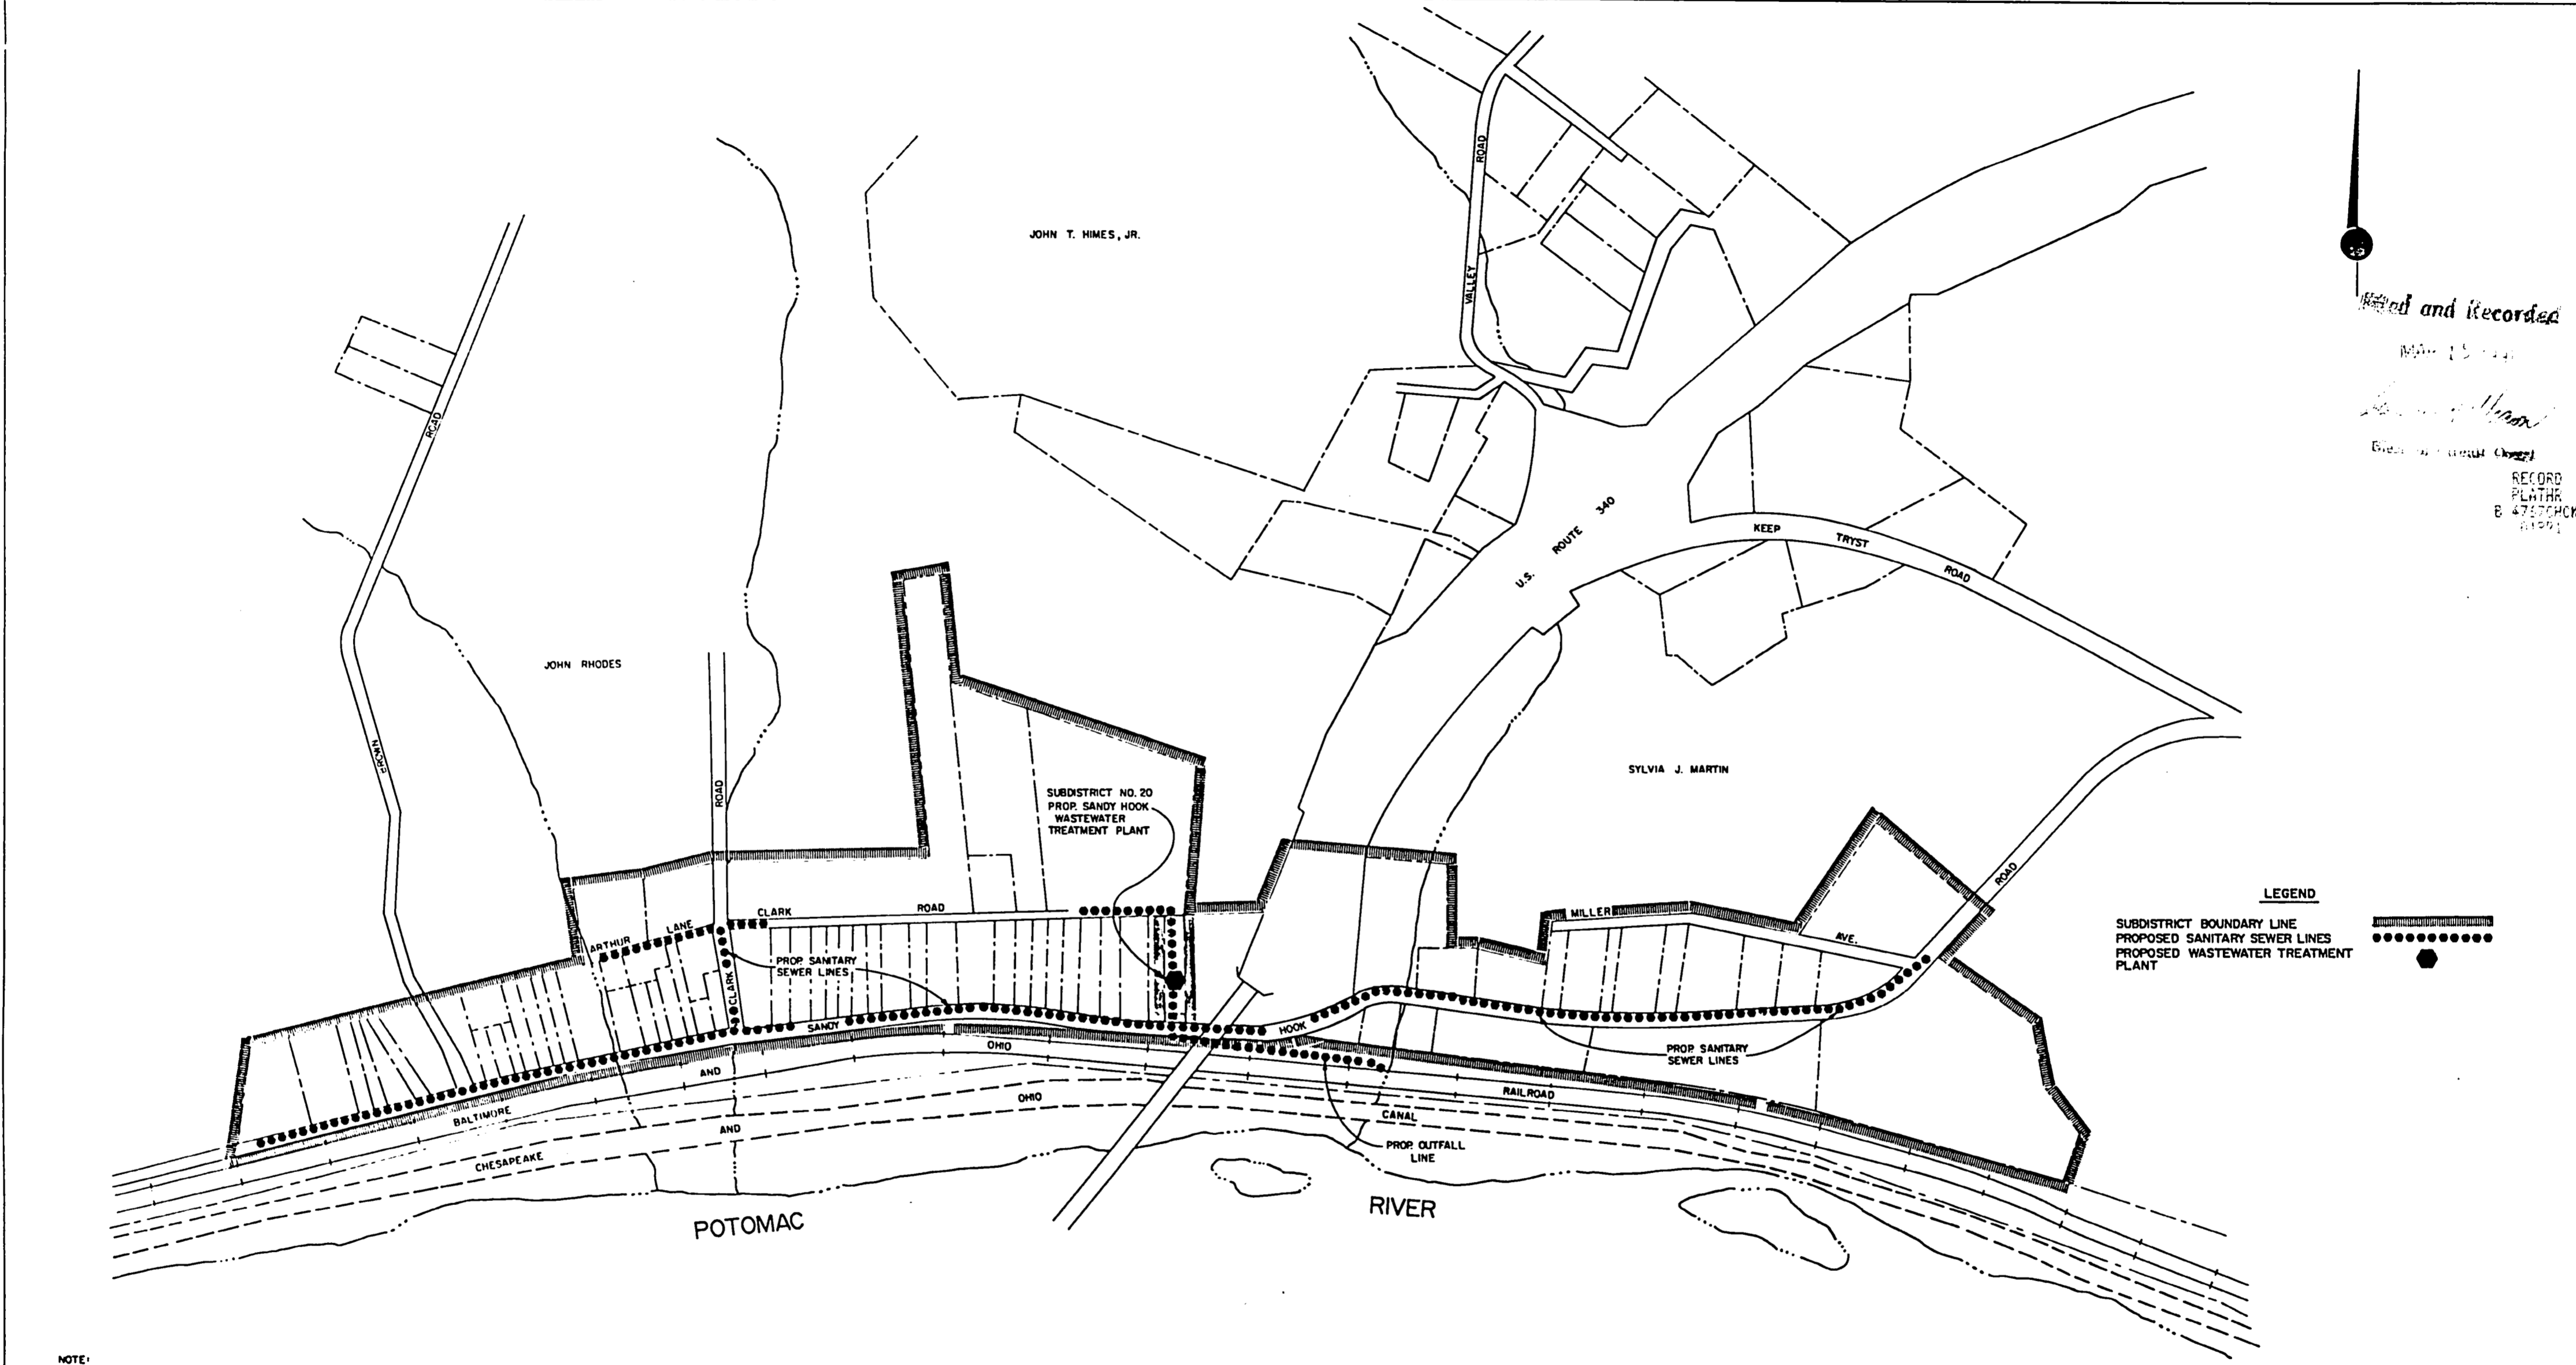 JOHN T. HIMES, JR.
VALLEY ROAD
and Recorded
RECORD
ROAD
U.S. ROUTE 340
KEEP TRYST ROAD
JOHN RHODES
BROWN
ROAD
SYLVIA J. MARTIN
SUBDISTRICT NO. 20
PROP. SANDY HOOK
WASTEWATER
TREATMENT PLANT
ROAD
LEGEND
SUBDISTRICT BOUNDARY LINE
PROPOSED SANITARY SEWER LINES
PROPOSED WASTEWATER TREATMENT
PLANT
CLARK ROAD
MILLER AVE.
ARTHUR LANE
PROP. SANITARY
SEWER LINES
CLARK
SANDY HOOK
PROP. SANITARY
SEWER LINES
BALTIMORE AND OHIO RAILROAD
CHESAPEAKE AND OHIO CANAL
PROP. OUTFALL
LINE
POTOMAC RIVER
NOTE: